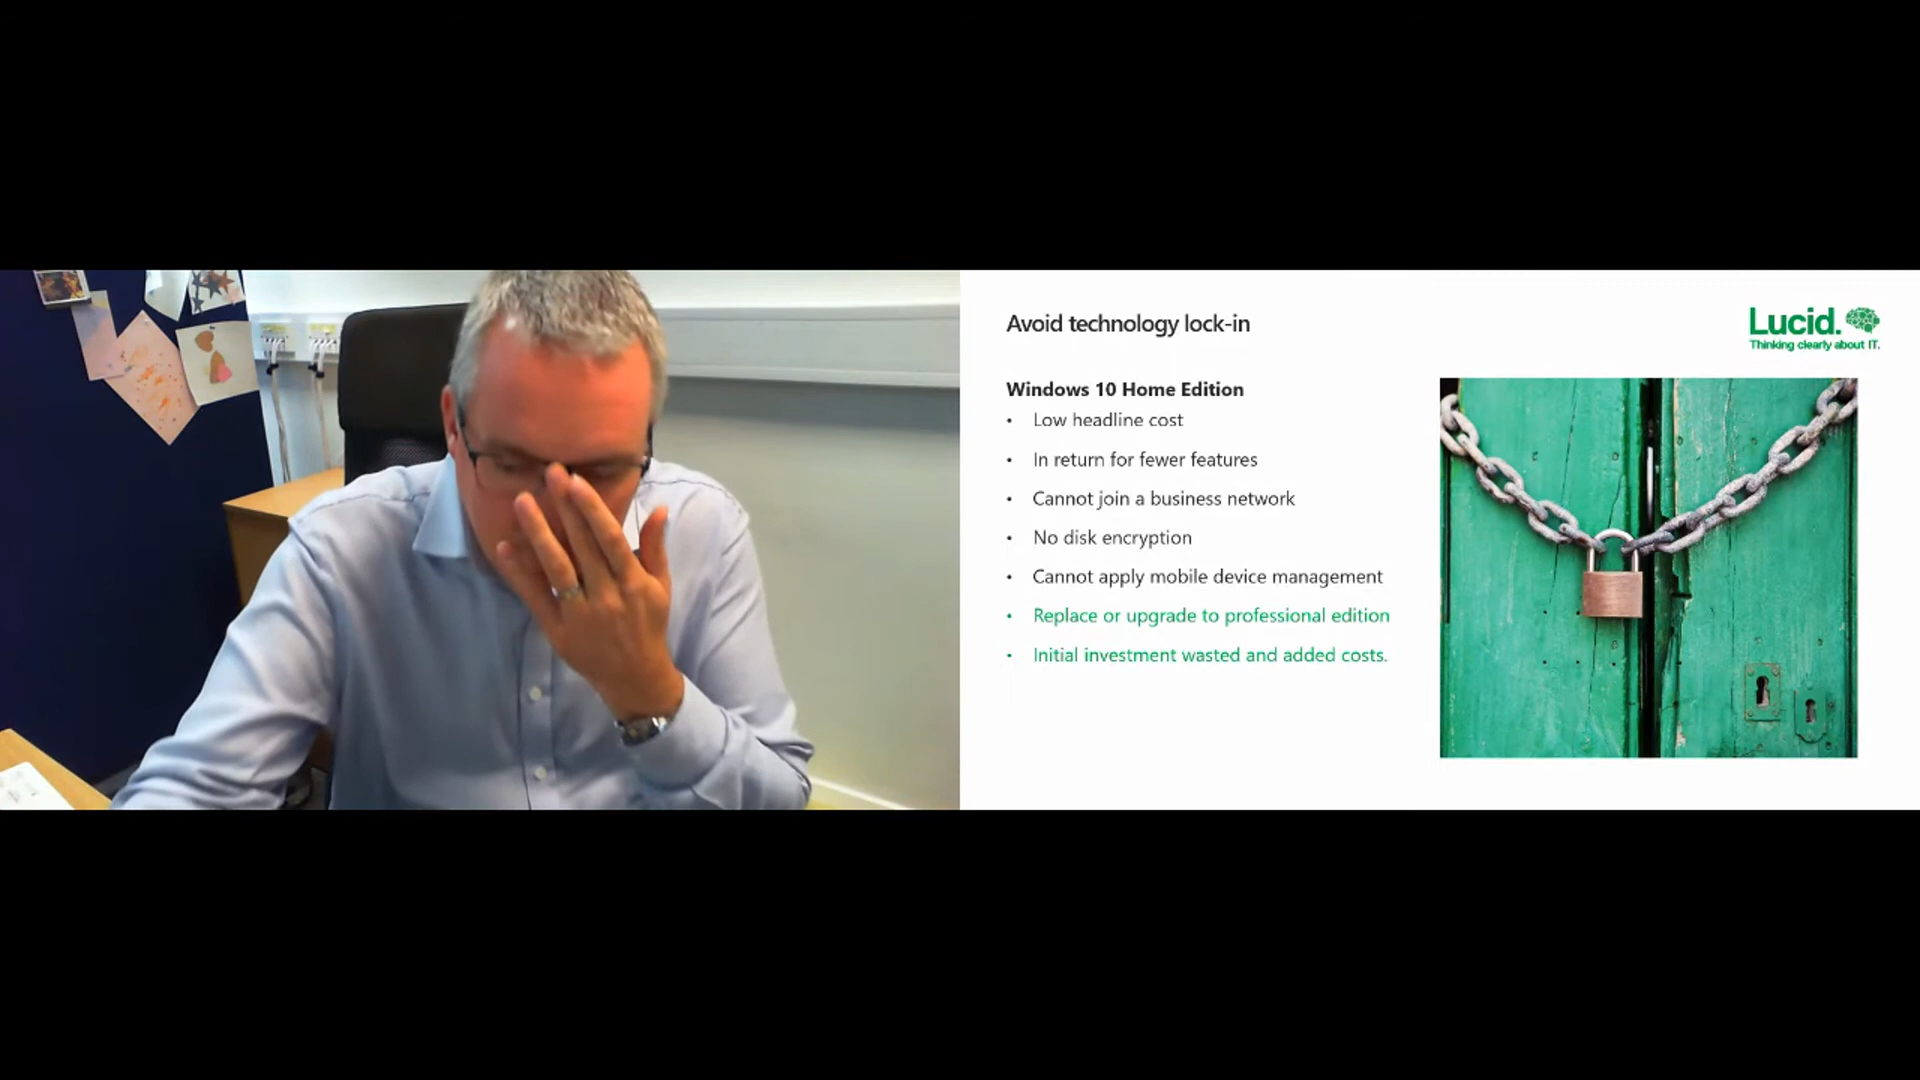 Avoid technology lock-in
Lucid.
Thinking clearly about IT.
Windows 10 Home Edition
• Low headline cost
• In return for fewer features
• Cannot join a business network
• No disk encryption
• Cannot apply mobile device management
• Replace or upgrade to professional edition
• Initial investment wasted and added costs.